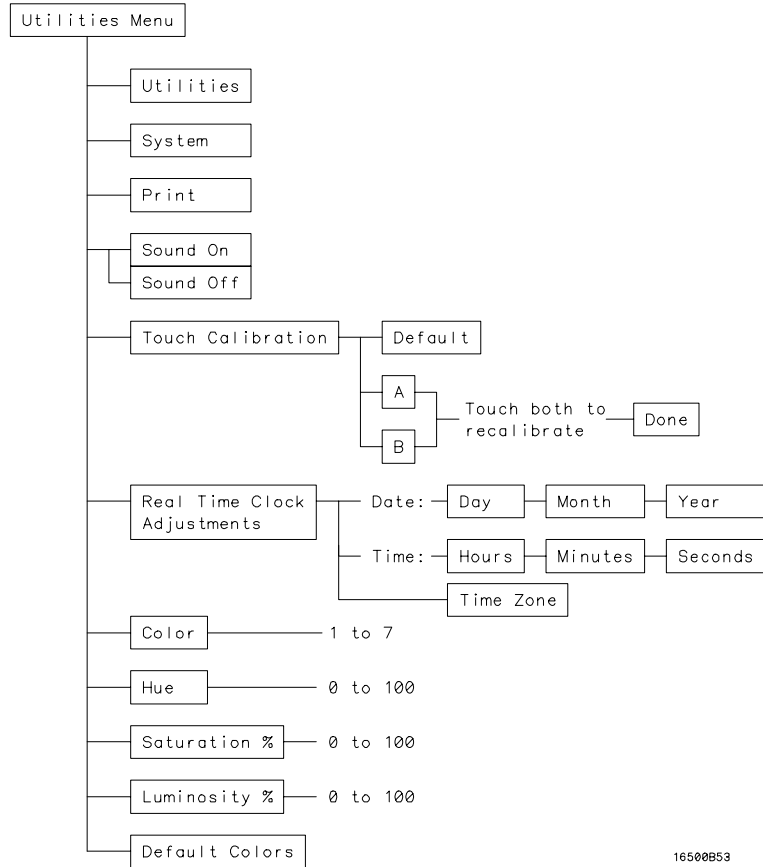 Utilities Menu
Utilities
System
Print
Sound On
Sound Off
Touch Calibration
Default
A
B
Touch both to
recalibrate
Done
Real Time Clock
Adjustments
Date:
Day
Month
Year
Time:
Hours
Minutes
Seconds
Time Zone
Color
1 to 7
Hue
0 to 100
Saturation %
0 to 100
Luminosity %
0 to 100
Default Colors
16500B53